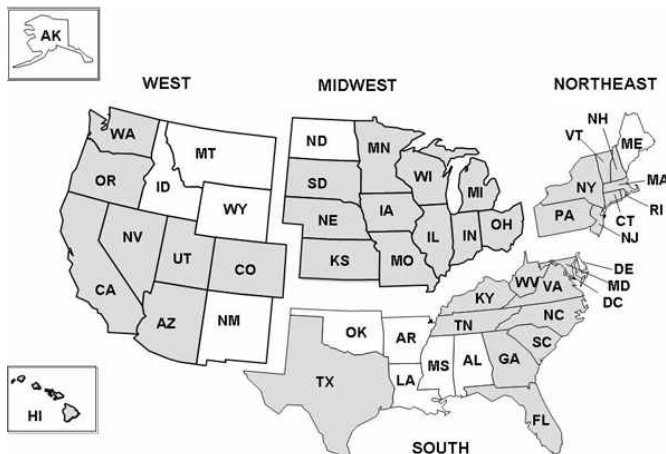 AK
WEST
MIDWEST
NORTHEAST
WA
MT
ND
MN
NH
VT
ME
OR
ID
SD
WI
MI
NY
MA
WY
NE
IA
PA
RI
CT
NV
UT
CO
KS
MO
IL
IN
OH
NJ
CA
AZ
NM
OK
AR
KY
WV
VA
DE
MD
DC
TN
NC
SC
TX
LA
MS
AL
GA
FL
HI
SOUTH